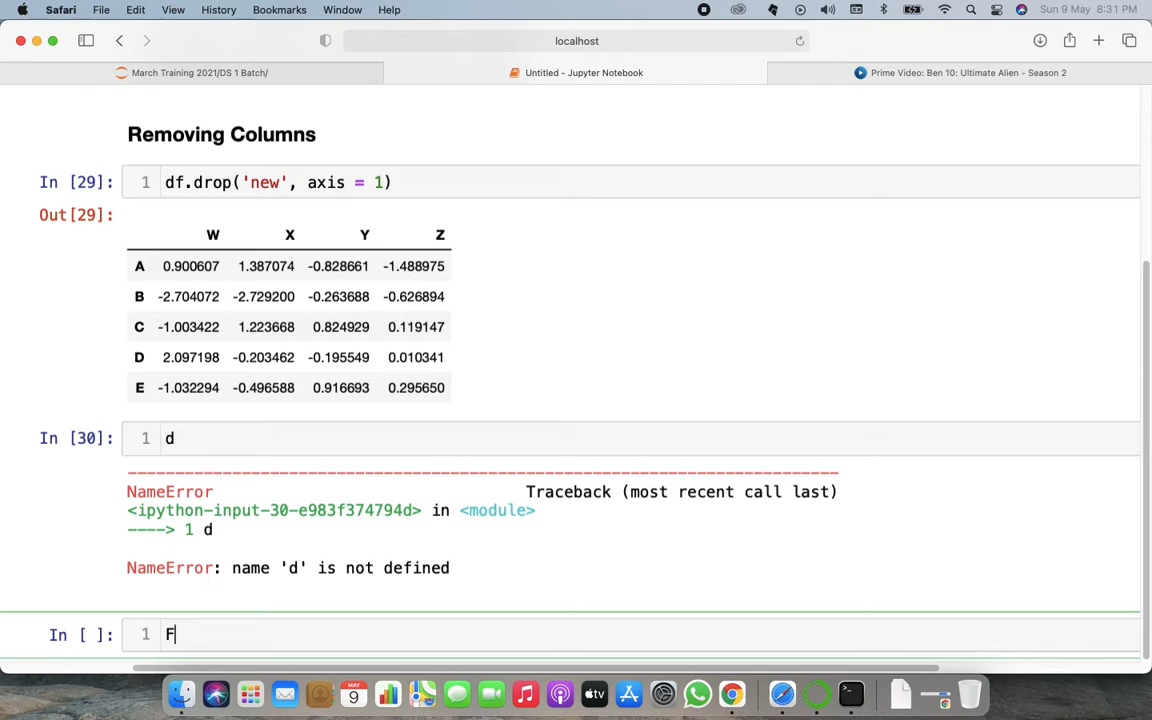 Safari File Edit View History Bookmarks Window Help Sun 9 May 8:31 PM
localhost
March Training 2021/DS 1 Batch/ Untitled - Jupyter Notebook Prime Video: Ben 10: Ultimate Alien - Season 2
Removing Columns
In [29]: 1 df.drop('new', axis = 1)
Out[29]:
W X Y Z
A 0.900607 1.387074 -0.828661 -1.488975
B -2.704072 -2.729200 -0.263688 -0.626894
C -1.003422 1.223668 0.824929 0.119147
D 2.097198 -0.203462 -0.195549 0.010341
E -1.032294 -0.496588 0.916693 0.295650
In [30]: 1 d
---------------------------------------------------------------------------
NameError Traceback (most recent call last)
<ipython-input-30-e983f374794d> in <module>
----> 1 d
NameError: name 'd' is not defined
In [ ]: 1 F
MAY
9
tv